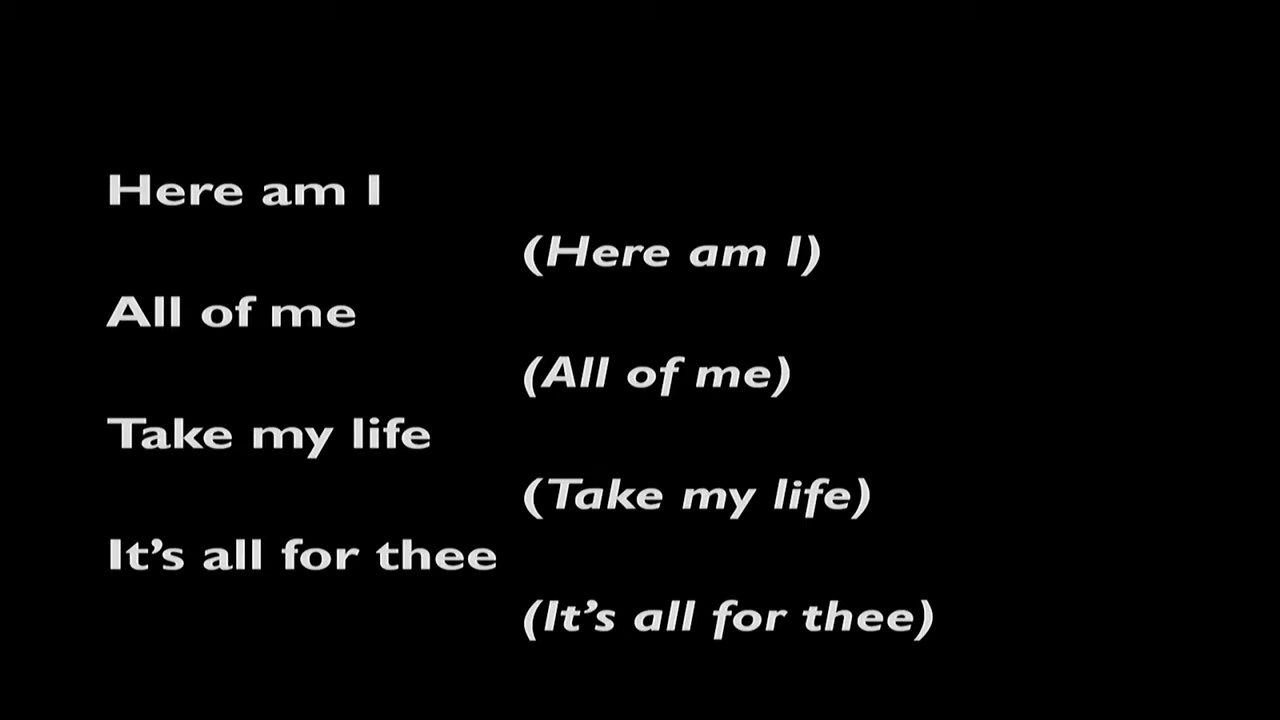 Here am I
(Here am I)
All of me
(All of me)
Take my life
(Take my life)
It’s all for thee
(It’s all for thee)